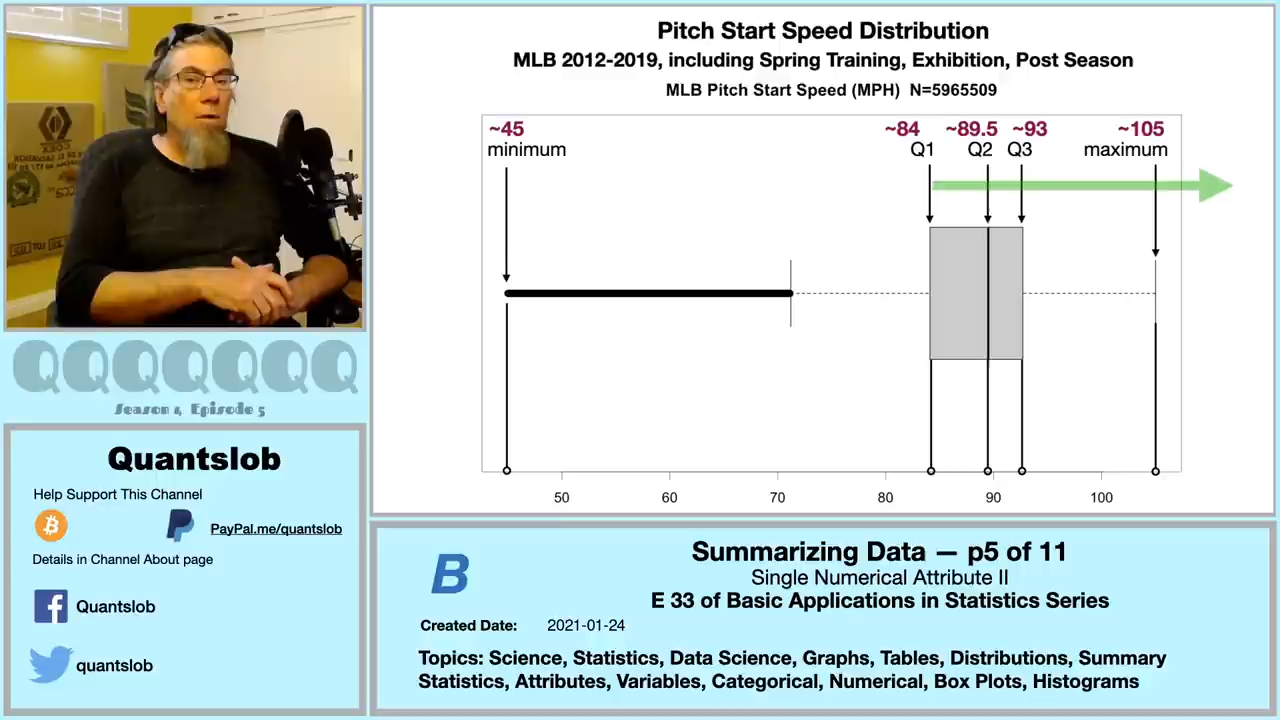 Pitch Start Speed Distribution
MLB 2012-2019, including Spring Training, Exhibition, Post Season
MLB Pitch Start Speed (MPH) N=5965509
~45
minimum
~84 ~89.5 ~93 ~105
Q1 Q2 Q3 maximum
50 60 70 80 90 100
QQQQQQQ
Season 4 Episode 5
Quantslob
Help Support This Channel
PayPal.me/quantslob
Details in Channel About page
Quantslob
quantslob
B
Summarizing Data — p5 of 11
Single Numerical Attribute II
E 33 of Basic Applications in Statistics Series
Created Date: 2021-01-24
Topics: Science, Statistics, Data Science, Graphs, Tables, Distributions, Summary
Statistics, Attributes, Variables, Categorical, Numerical, Box Plots, Histograms